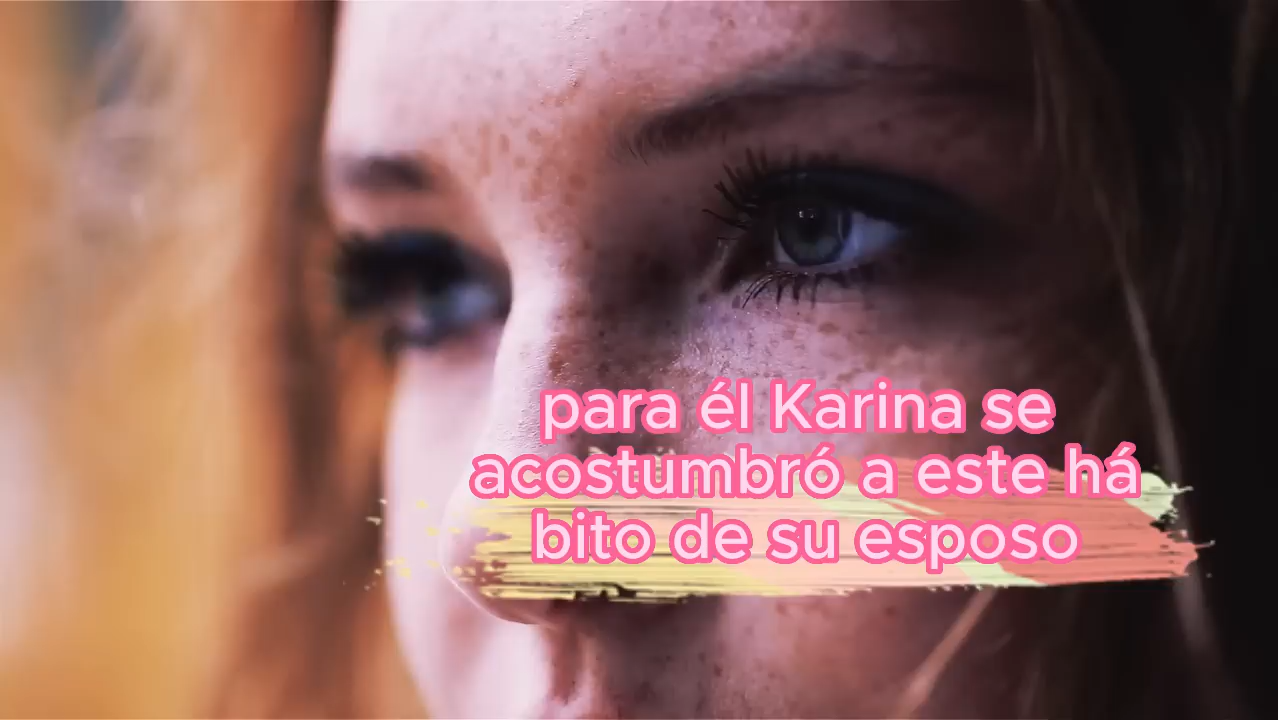 para él Karina se
acostumbró a este há
bito de su esposo